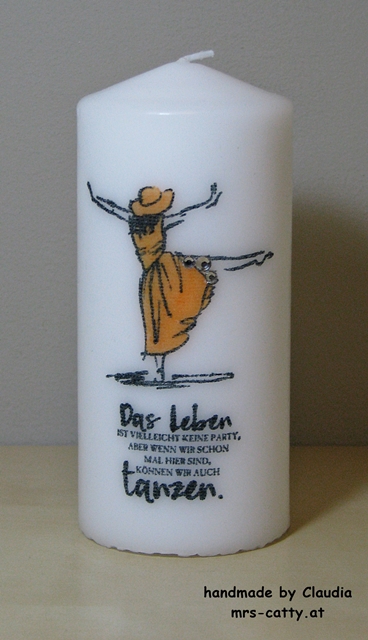 Das Leben
IST VIELLEICHT KEINE PARTY,
ABER WENN WIR SCHON
MAL HIER SIND,
KÖNNEN WIR AUCH
tanzen.
handmade by Claudia
mrs-catty.at